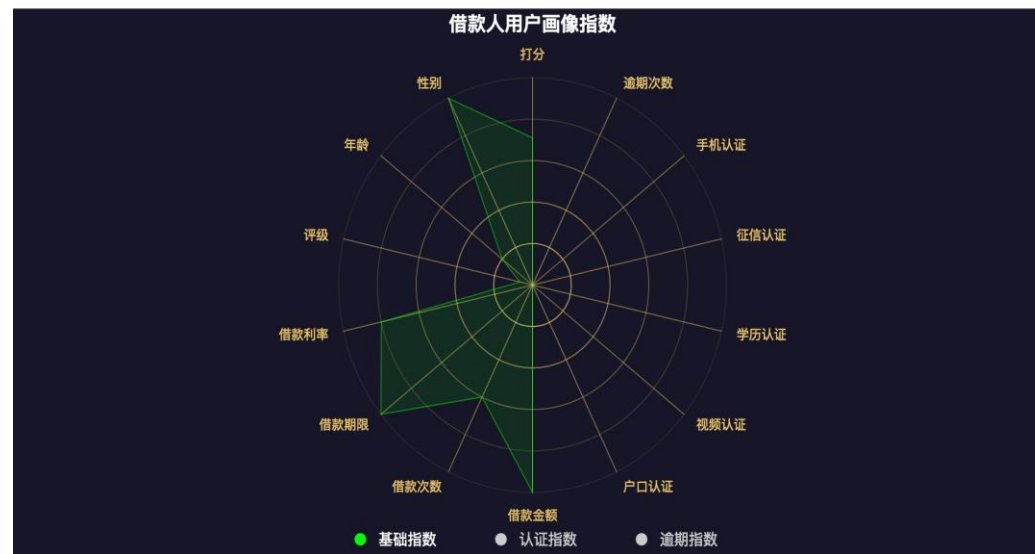 借款人用户画像指数
打分
性别
逾期次数
年龄
手机认证
评级
征信认证
借款利率
学历认证
借款期限
视频认证
借款次数
户口认证
借款金额
基础指数 认证指数 逾期指数